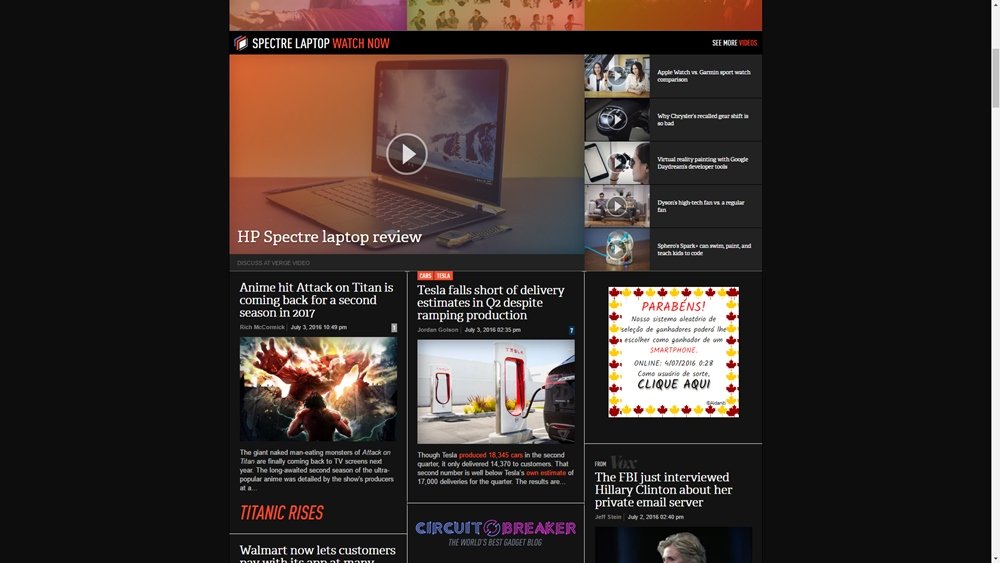 SPECTRE LAPTOP WATCH NOW
SEE MORE VIDEOS
HP Spectre laptop review
DISCUSS AT VERGE VIDEO
Apple Watch vs. Garmin sport watch
comparison
Why Chrysler's recalled gear shift is
so bad
Virtual reality painting with Google
Daydream's developer tools
Dyson's high-tech fan vs. a regular
fan
Sphero's Spark+ can swim, paint, and
teach kids to code
Anime hit Attack on Titan is
coming back for a second
season in 2017
Rich McCormick | July 3, 2016 10:49 pm
1
The giant naked man-eating monsters of Attack on
Titan are finally coming back to TV screens next
year. The long-awaited second season of the ultra-
popular anime was detailed by the show's producers
at a...
TITANIC RISES
Walmart now lets customers
pay with its app at many
CARS TESLA
Tesla falls short of delivery
estimates in Q2 despite
ramping production
Jordan Golson | July 3, 2016 02:35 pm
7
TESLA
Though Tesla produced 18,345 cars in the second
quarter, it only delivered 14,370 to customers. That
second number is well below Tesla's own estimate of
17,000 deliveries for the quarter. The results are...
CIRCUIT BREAKER
THE WORLD'S BEST GADGET BLOG
PARABÉNS!
Nosso sistema aleatório de
seleção de ganhadores poderá lhe
escolher como ganhador de um
SMARTPHONE.
ONLINE: 4/07/2016 0:28
Como usuário de sorte,
CLIQUE AQUI
FROM Vox
The FBI just interviewed
Hillary Clinton about her
private email server
Jeff Stein | July 2, 2016 02:40 pm